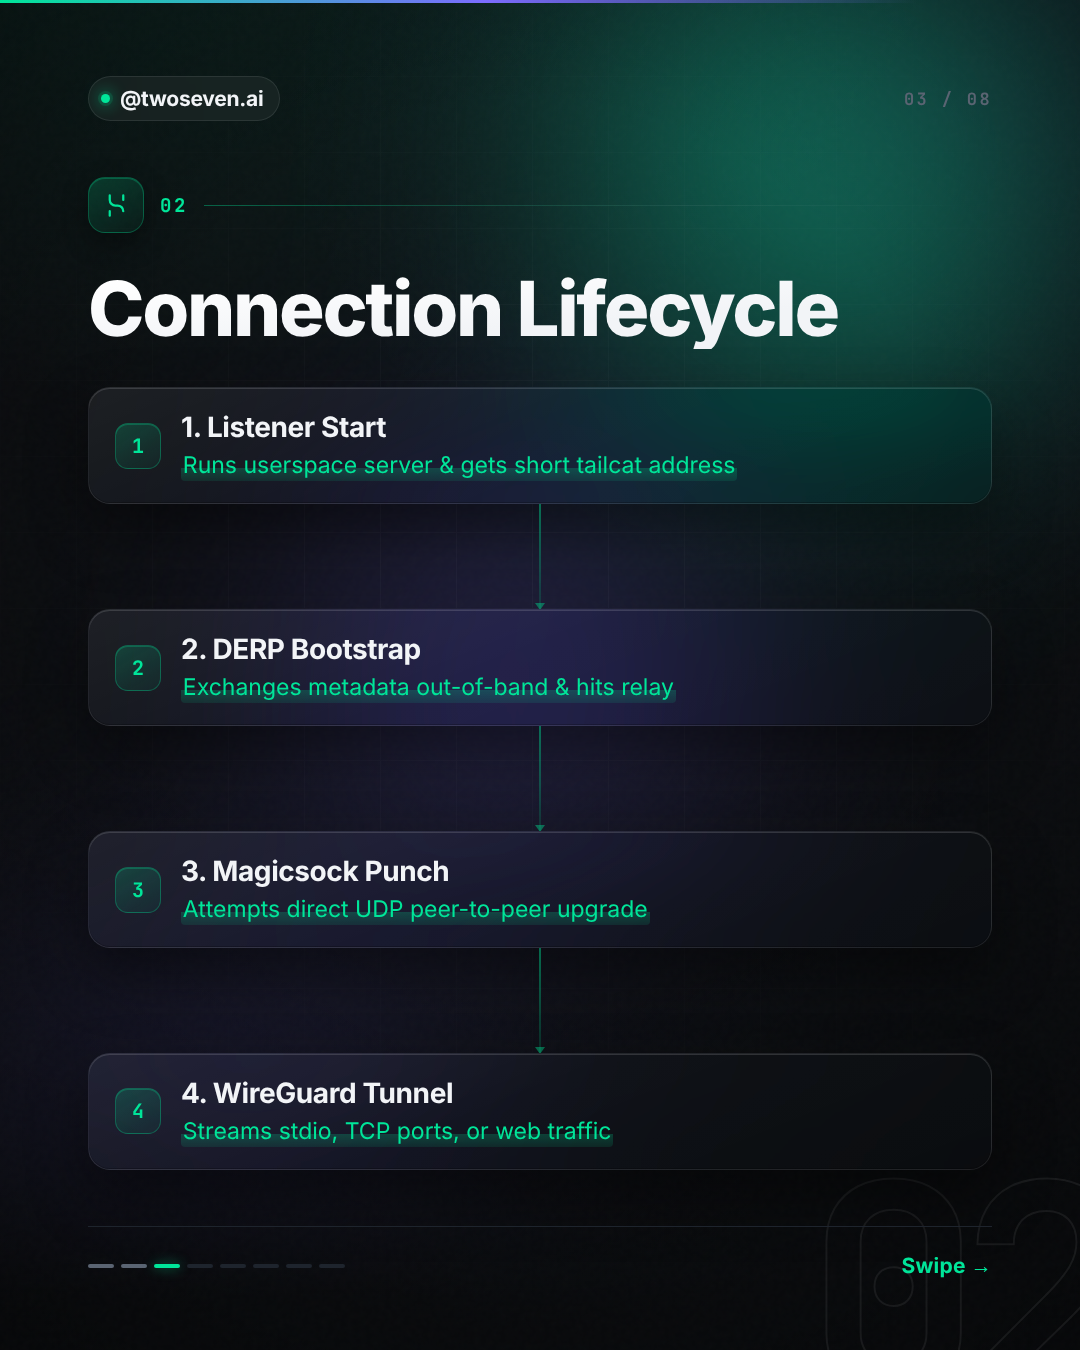 @twoseven.ai
03 / 08
02
Connection Lifecycle
1
1. Listener Start
Runs userspace server & gets short tailcat address
2
2. DERP Bootstrap
Exchanges metadata out-of-band & hits relay
3
3. Magicsock Punch
Attempts direct UDP peer-to-peer upgrade
4
4. WireGuard Tunnel
Streams stdio, TCP ports, or web traffic
02
Swipe →